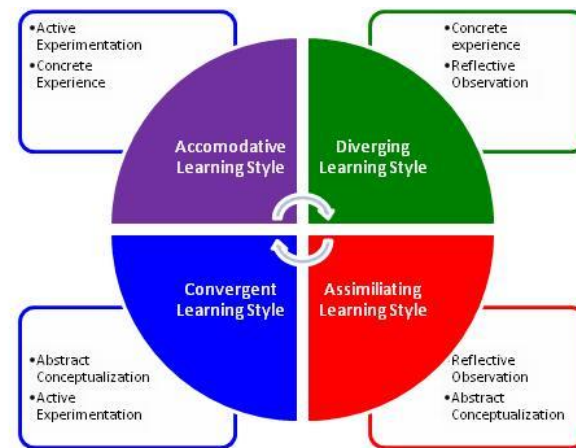 •Active
Experimentation
•Concrete
Experience
•Concrete
experience
•Reflective
Observation
Accomodative
Learning Style
Diverging
Learning Style
Convergent
Learning Style
Assimiliating
Learning Style
•Abstract
Conceptualization
•Active
Experimentation
Reflective
Observation
•Abstract
Conceptualization